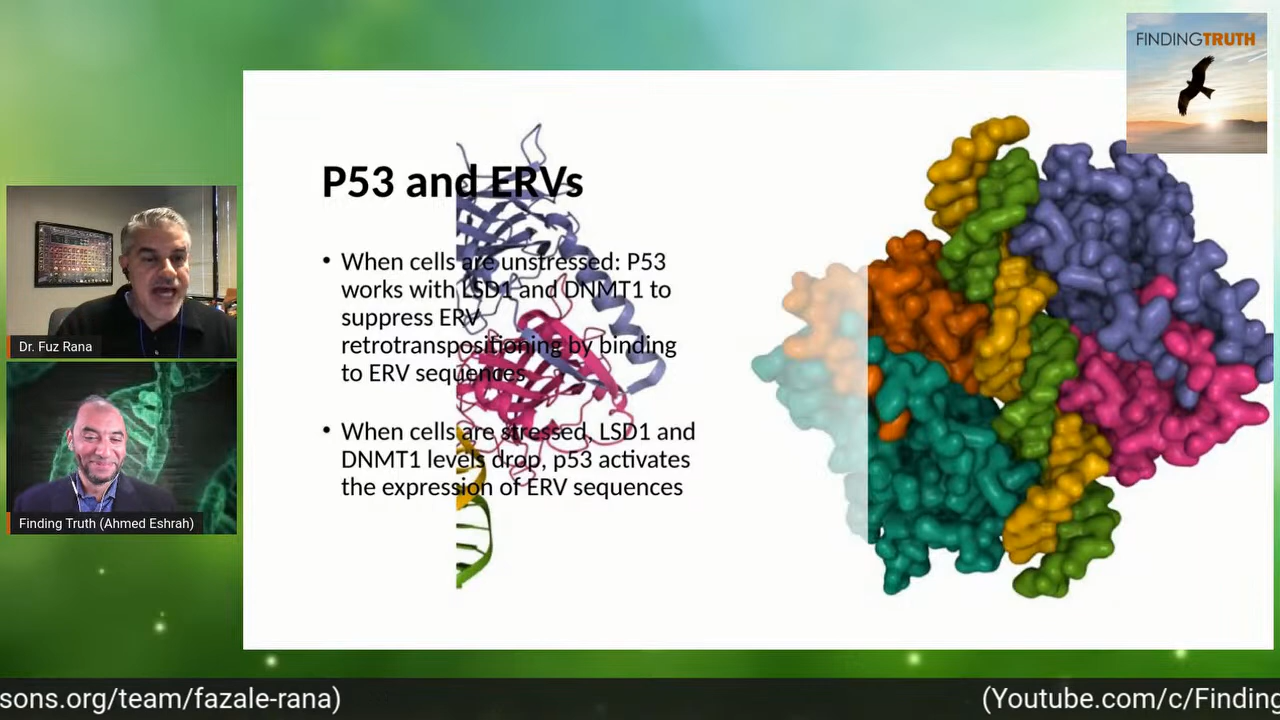 FINDINGTRUTH
P53 and ERVs
• When cells are unstressed: P53
works with LSD1 and DNMT1 to
suppress ERV
retrotranspositioning by binding
to ERV sequences
• When cells are stressed, LSD1 and
DNMT1 levels drop, p53 activates
the expression of ERV sequences
Dr. Fuz Rana
Finding Truth (Ahmed Eshrah)
sons.org/team/fazale-rana)
(Youtube.com/c/Finding